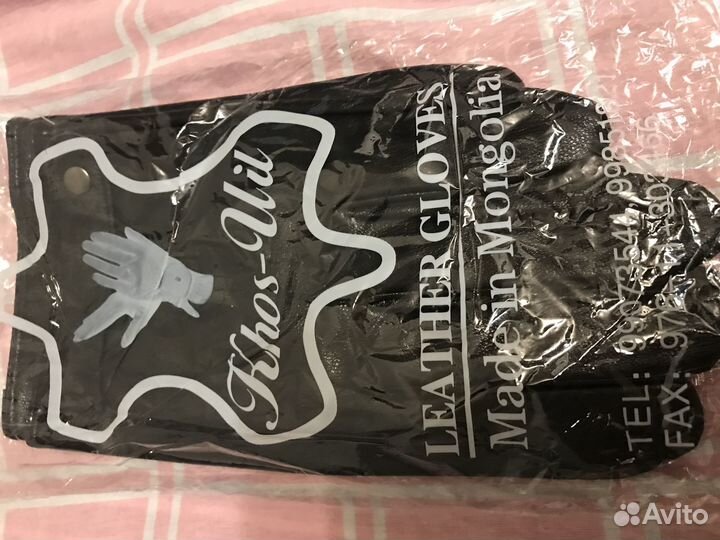 Khos-Uil
LEATHER GLOVES
Made in Mongolia
TEL:
FAX:
Avito